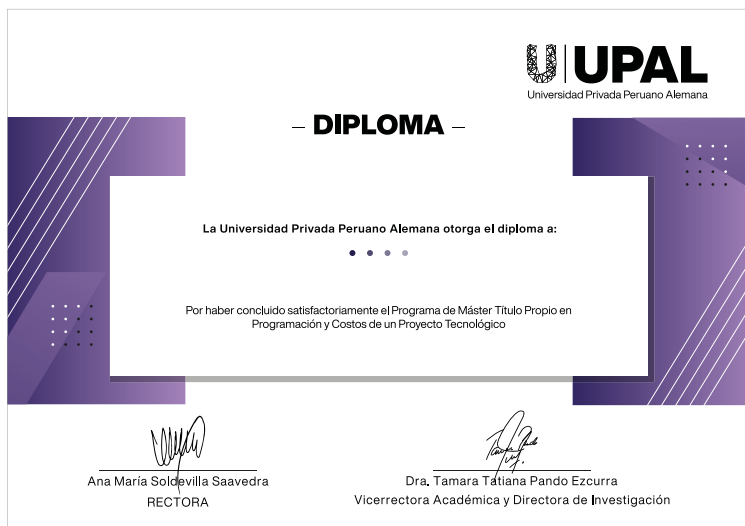 UPAL
Universidad Privada Peruano Alemana
– DIPLOMA –
La Universidad Privada Peruano Alemana otorga el diploma a:
Por haber concluido satisfactoriamente el Programa de Máster Título Propio en
Programación y Costos de un Proyecto Tecnológico
Ana María Soldevilla Saavedra
RECTORA
Dra. Tamara Tatiana Pando Ezcurra
Vicerrectora Académica y Directora de Investigación